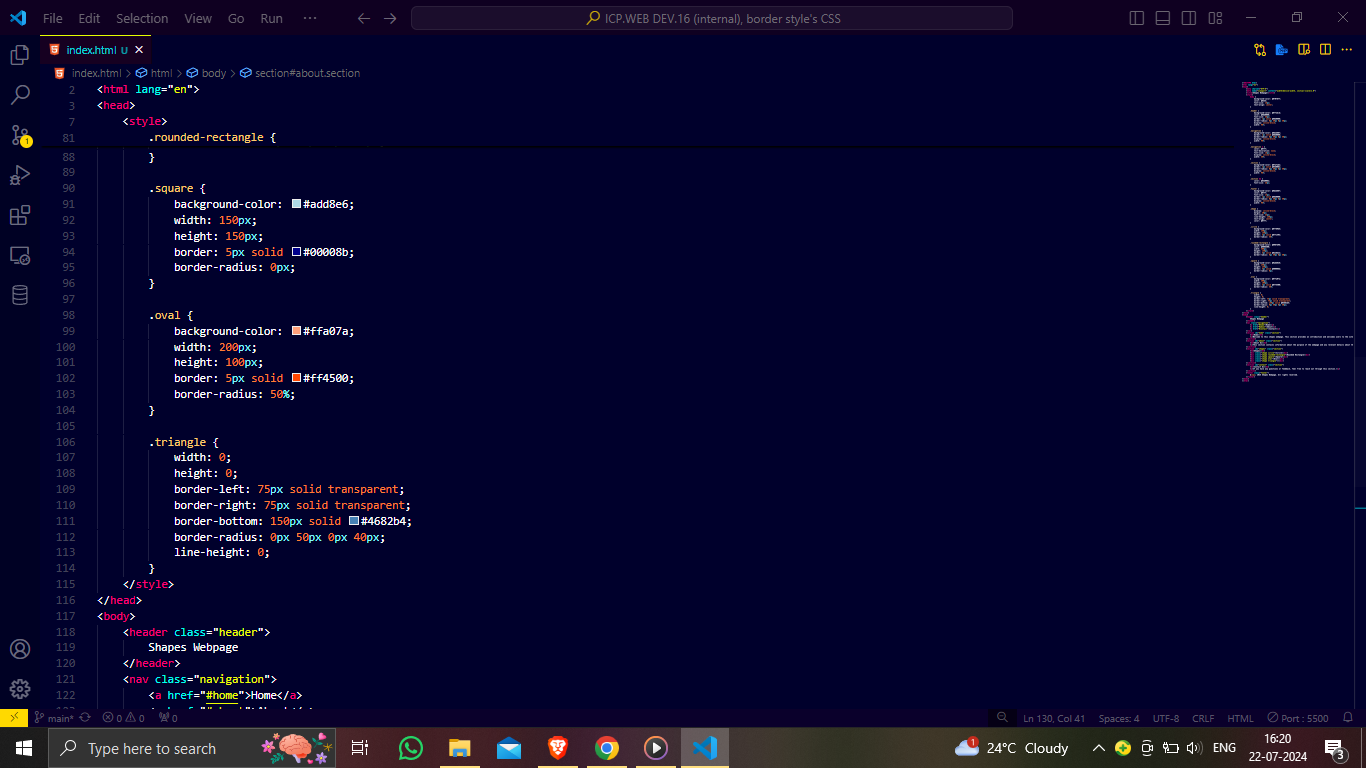 File Edit Selection View Go Run ··· ICP.WEB DEV.16 (internal), border style's CSS
index.html U
index.html > html > body > section#about.section
2 <html lang="en">
3 <head>
7 <style>
81 .rounded-rectangle {
88 }
89
90 .square {
91 background-color: #add8e6;
92 width: 150px;
93 height: 150px;
94 border: 5px solid #00008b;
95 border-radius: 0px;
96 }
97
98 .oval {
99 background-color: #ffa07a;
100 width: 200px;
101 height: 100px;
102 border: 5px solid #ff4500;
103 border-radius: 50%;
104 }
105
106 .triangle {
107 width: 0;
108 height: 0;
109 border-left: 75px solid transparent;
110 border-right: 75px solid transparent;
111 border-bottom: 150px solid #4682b4;
112 border-radius: 0px 50px 0px 40px;
113 line-height: 0;
114 }
115 </style>
116 </head>
117 <body>
118 <header class="header">
119 Shapes Webpage
120 </header>
121 <nav class="navigation">
122 <a href="#home">Home</a>
main* 0 0 0 Ln 130, Col 41 Spaces: 4 UTF-8 CRLF HTML Port : 5500
Type here to search 1 24°C Cloudy ENG 16:20
22-07-2024 3